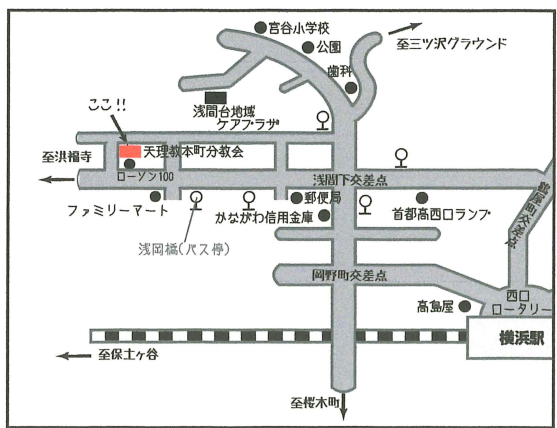 宮谷小学校
公園
至三ツ沢グラウンド
歯科
浅間台地域
ケアプラザ
ここ!!
天理教本町分教会
至洪福寺
ローソン100
浅間下交差点
ファミリーマート
郵便局
かながわ信用金庫
首都高西口ランプ
鶴屋町交差点
浅岡橋(バス停)
岡野町交差点
高島屋
西口
ロータリー
横浜駅
至保土ヶ谷
至桜木町